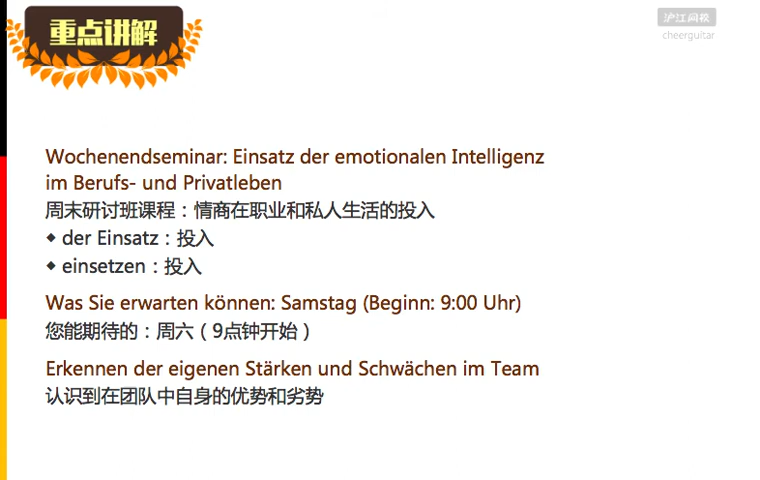 重点讲解
沪江网校
cheerguitar
Wochenendseminar: Einsatz der emotionalen Intelligenz
im Berufs- und Privatleben
周末研讨班课程：情商在职业和私人生活的投入
◆ der Einsatz：投入
◆ einsetzen：投入
Was Sie erwarten können: Samstag (Beginn: 9:00 Uhr)
您能期待的：周六（9点钟开始）
Erkennen der eigenen Stärken und Schwächen im Team
认识到在团队中自身的优势和劣势